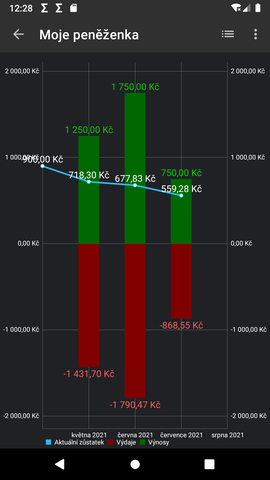 12:28
Moje peněženka
2 000,00 Kč
2 000,00 Kč
1 750,00 Kč
1 250,00 Kč
1 000,00 Kč
1 000,00 Kč
900,00 Kč
750,00 Kč
718,30 Kč
677,83 Kč
559,28 Kč
0,00 Kč
0,00 Kč
-868,55 Kč
-1 000,00 Kč
-1 000,00 Kč
-1 431,70 Kč
-1 790,47 Kč
-2 000,00 Kč
-2 000,00 Kč
května 2021 června 2021 července 2021 srpna 2021
Aktuální zůstatek Výdaje Výnosy